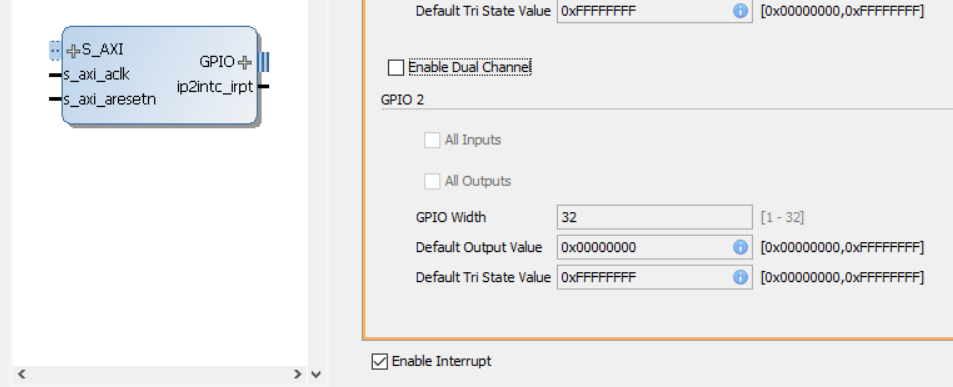 S_AXI
s_axi_aclk
s_axi_aresetn
GPIO
ip2intc_irpt
Default Tri State Value 0xFFFFFFFF [0x00000000,0xFFFFFFFF]
Enable Dual Channel
GPIO 2
All Inputs
All Outputs
GPIO Width 32 [1 - 32]
Default Output Value 0x00000000 [0x00000000,0xFFFFFFFF]
Default Tri State Value 0xFFFFFFFF [0x00000000,0xFFFFFFFF]
Enable Interrupt